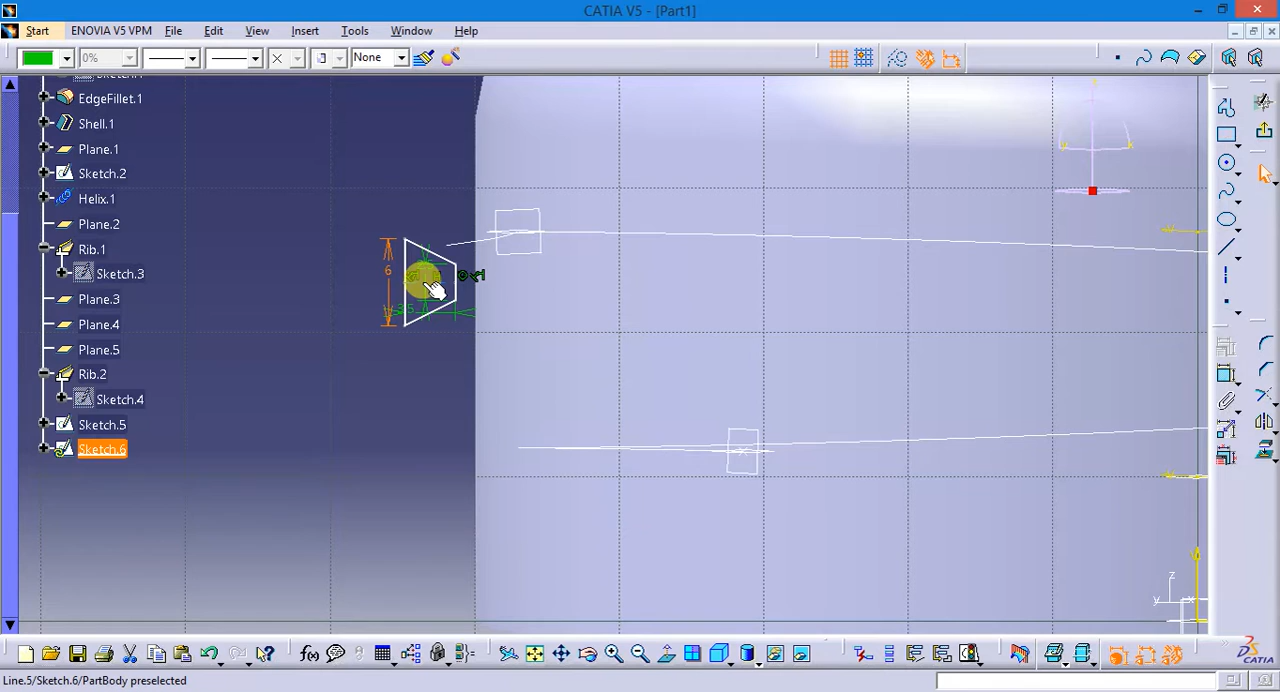 CATIA V5 - [Part1]
Start ENOVIA V5 VPM File Edit View Insert Tools Window Help
0% None
EdgeFillet.1
Shell.1
Plane.1
Sketch.2
Helix.1
Plane.2
Rib.1
Sketch.3
Plane.3
Plane.4
Plane.5
Rib.2
Sketch.4
Sketch.5
Sketch.6
6
3.5
z
y x
CATIA
Line.5/Sketch.6/PartBody preselected